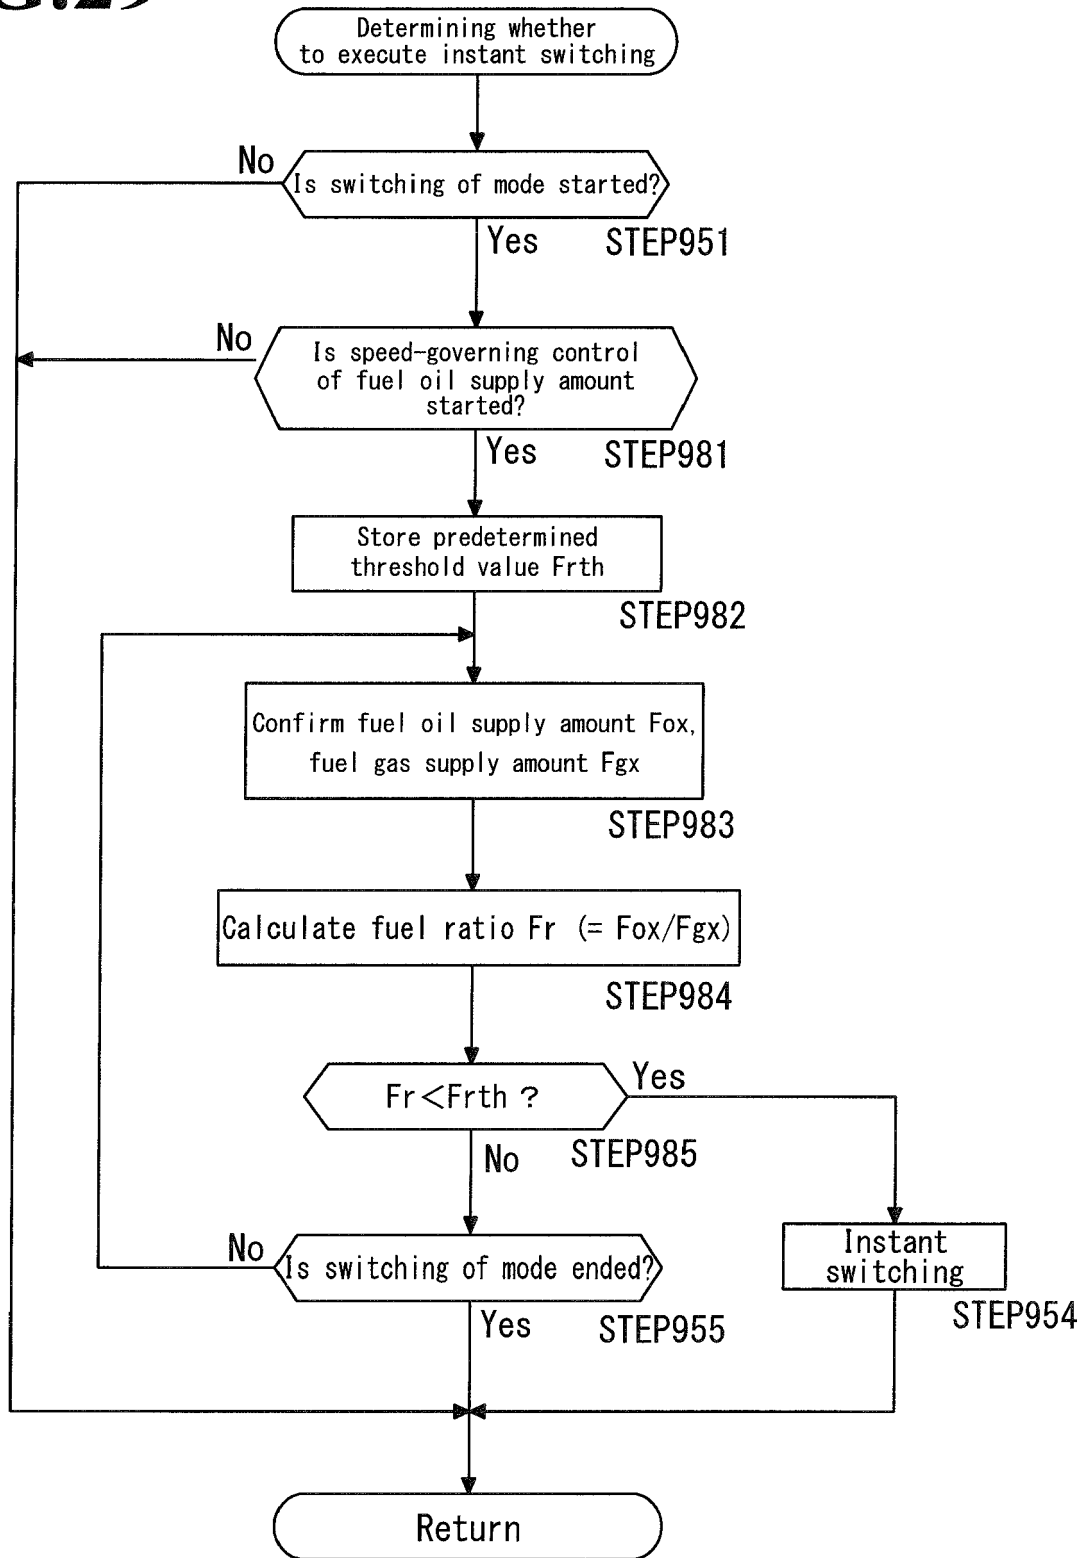 Determining whether
to execute instant switching
No
Is switching of mode started?
Yes
STEP951
No
Is speed-governing control
of fuel oil supply amount
started?
Yes
STEP981
Store predetermined
threshold value Frth
STEP982
Confirm fuel oil supply amount Fox,
fuel gas supply amount Fgx
STEP983
Calculate fuel ratio Fr (= Fox/Fgx)
STEP984
Fr<Frth ?
Yes
No
STEP985
Instant
switching
STEP954
No
Is switching of mode ended?
Yes
STEP955
Return